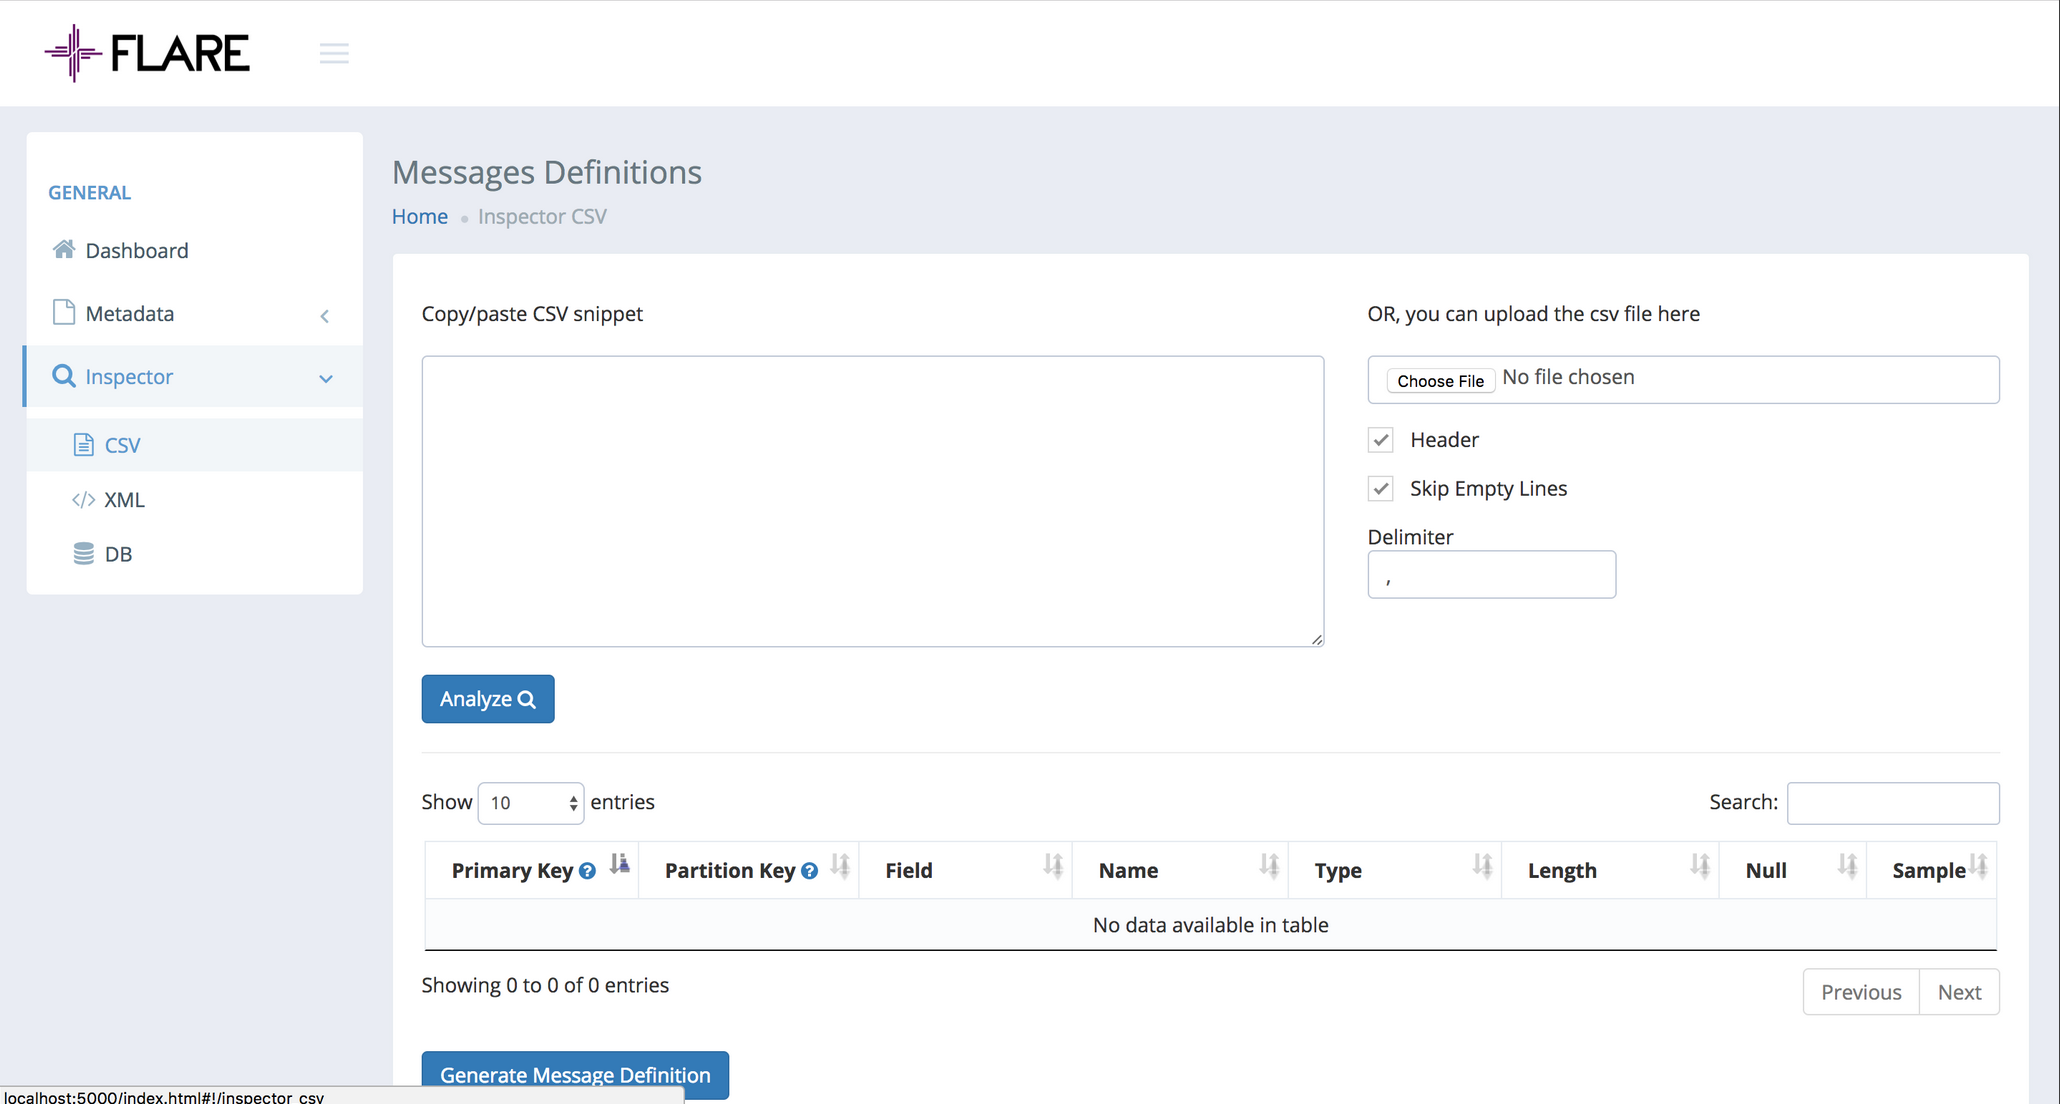 FLARE
GENERAL
Dashboard
Metadata
Inspector
CSV
XML
DB
Messages Definitions
Home • Inspector CSV
Copy/paste CSV snippet
OR, you can upload the csv file here
Choose File No file chosen
Header
Skip Empty Lines
Delimiter
,
Analyze
Show 10 entries
Search:
Primary Key ? Partition Key ? Field Name Type Length Null Sample
No data available in table
Showing 0 to 0 of 0 entries
Previous Next
Generate Message Definition
localhost:5000/index.html#!/inspector_csv